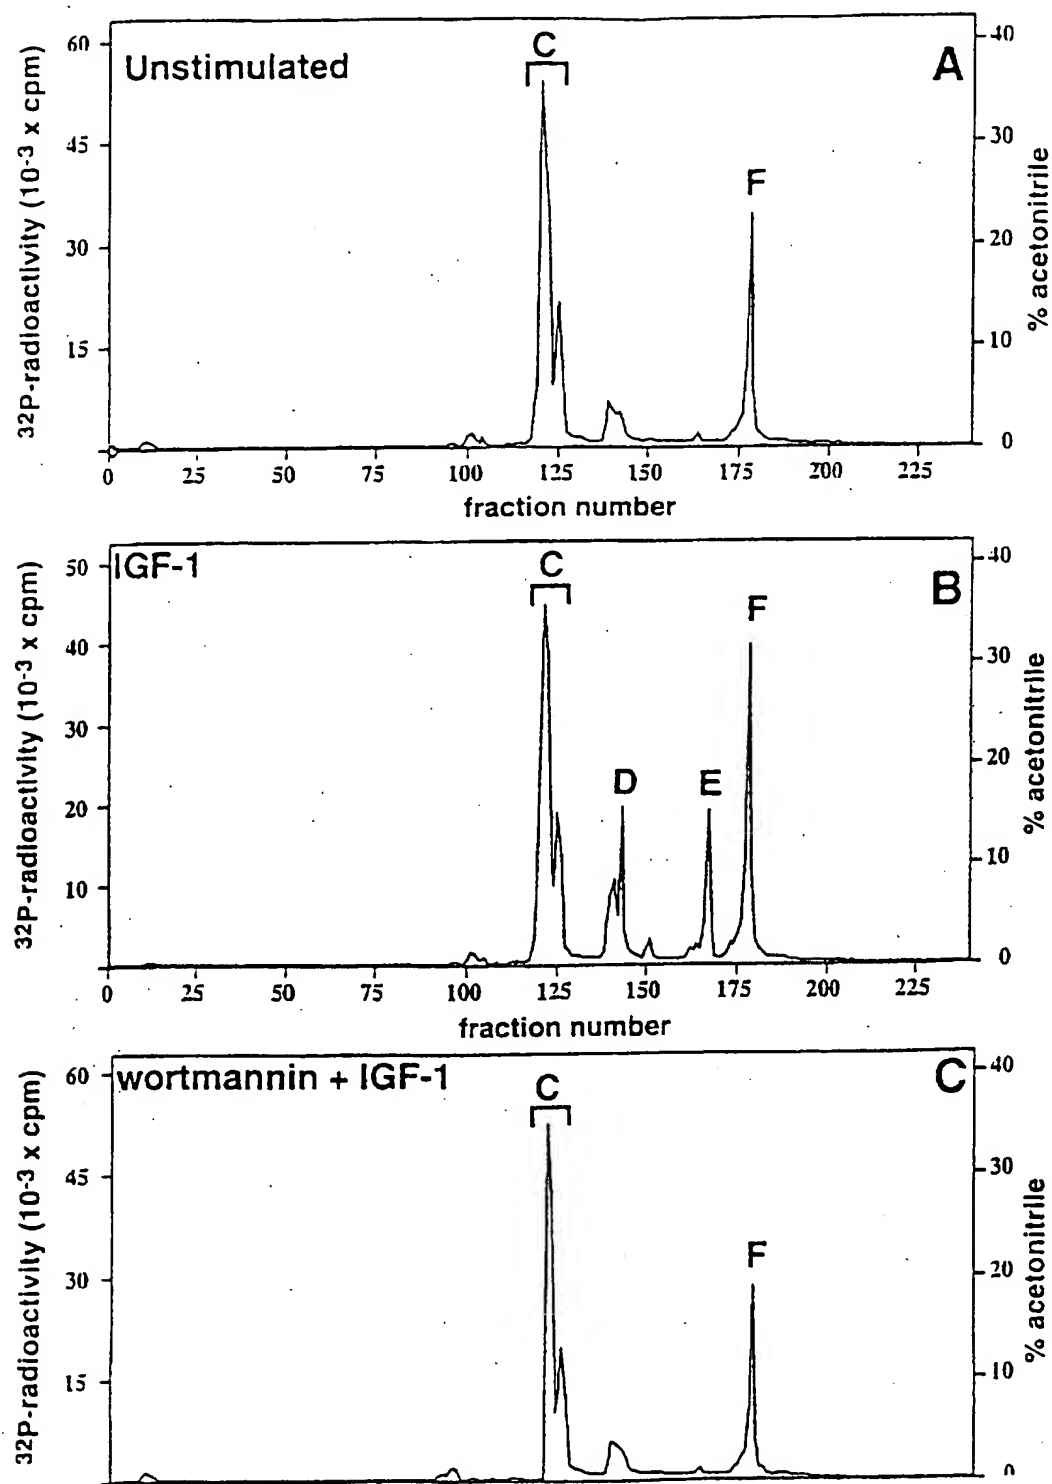 Unstimulated
A
C
F
60
45
30
15
40
30
20
10
0
32P-radioactivity (10-3 x cpm)
% acetonitrile
0 25 50 75 100 125 150 175 200 225
fraction number
IGF-1
B
C
D
E
F
50
40
30
20
10
40
30
20
10
0
32P-radioactivity (10-3 x cpm)
% acetonitrile
0 25 50 75 100 125 150 175 200 225
fraction number
wortmannin + IGF-1
C
C
F
60
45
30
15
40
30
20
10
0
32P-radioactivity (10-3 x cpm)
% acetonitrile